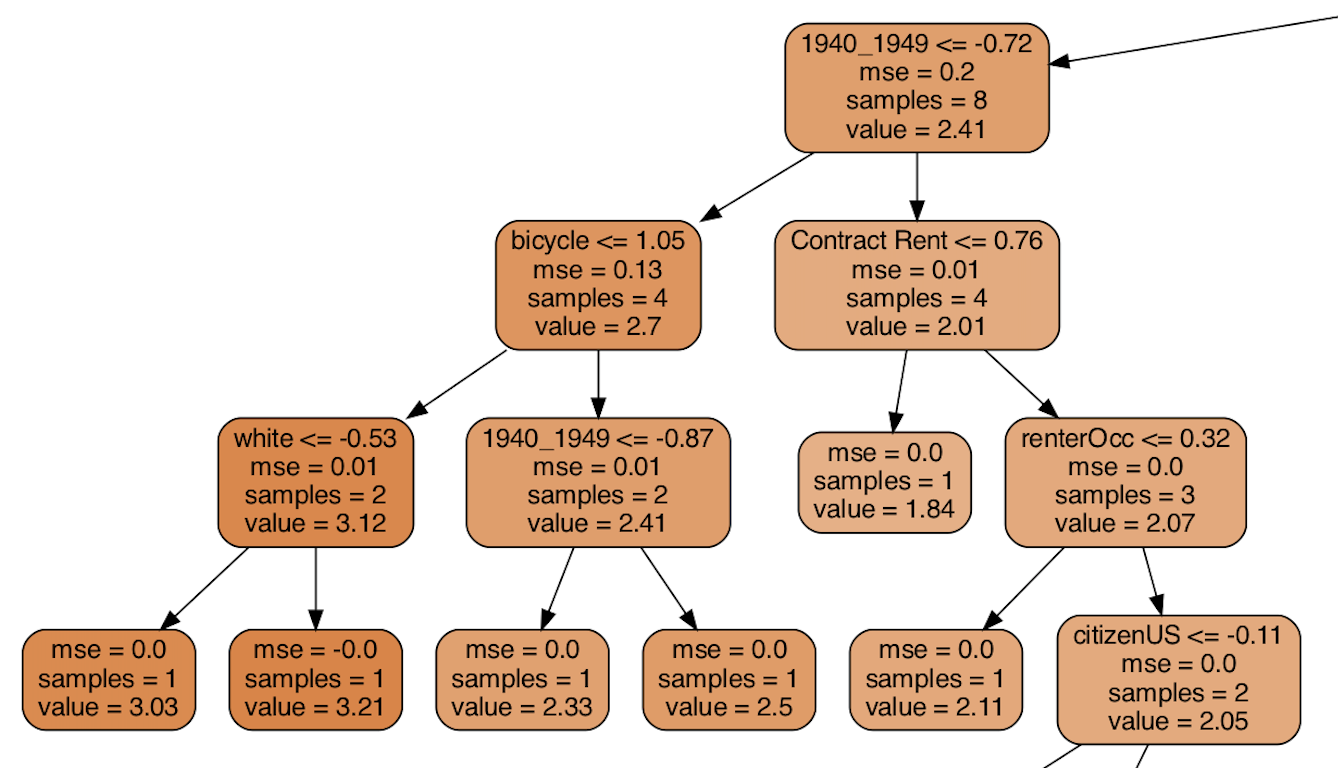 1940_1949 <= -0.72
mse = 0.2
samples = 8
value = 2.41
bicycle <= 1.05
mse = 0.13
samples = 4
value = 2.7
Contract Rent <= 0.76
mse = 0.01
samples = 4
value = 2.01
white <= -0.53
mse = 0.01
samples = 2
value = 3.12
1940_1949 <= -0.87
mse = 0.01
samples = 2
value = 2.41
mse = 0.0
samples = 1
value = 1.84
renterOcc <= 0.32
mse = 0.0
samples = 3
value = 2.07
mse = 0.0
samples = 1
value = 3.03
mse = -0.0
samples = 1
value = 3.21
mse = 0.0
samples = 1
value = 2.33
mse = 0.0
samples = 1
value = 2.5
mse = 0.0
samples = 1
value = 2.11
citizenUS <= -0.11
mse = 0.0
samples = 2
value = 2.05